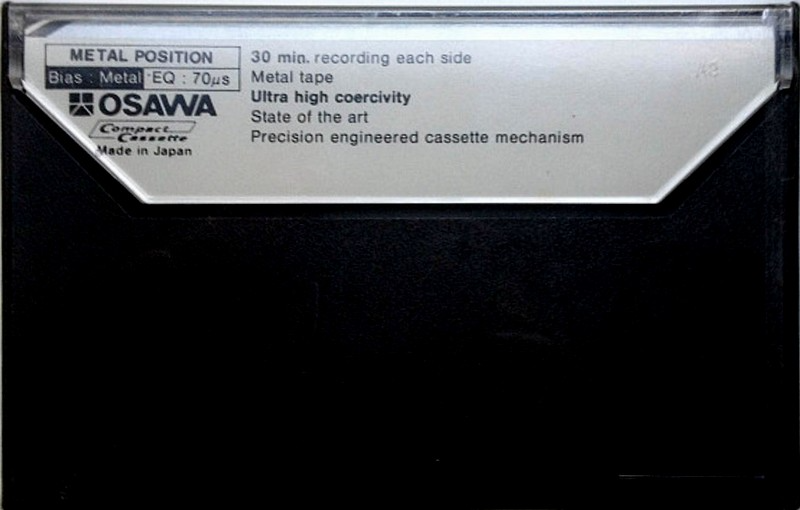 METAL POSITION
Bias : Metal EQ : 70µs
OSAWA
Compact
Cassette
Made in Japan
30 min. recording each side
Metal tape
Ultra high coercivity
State of the art
Precision engineered cassette mechanism